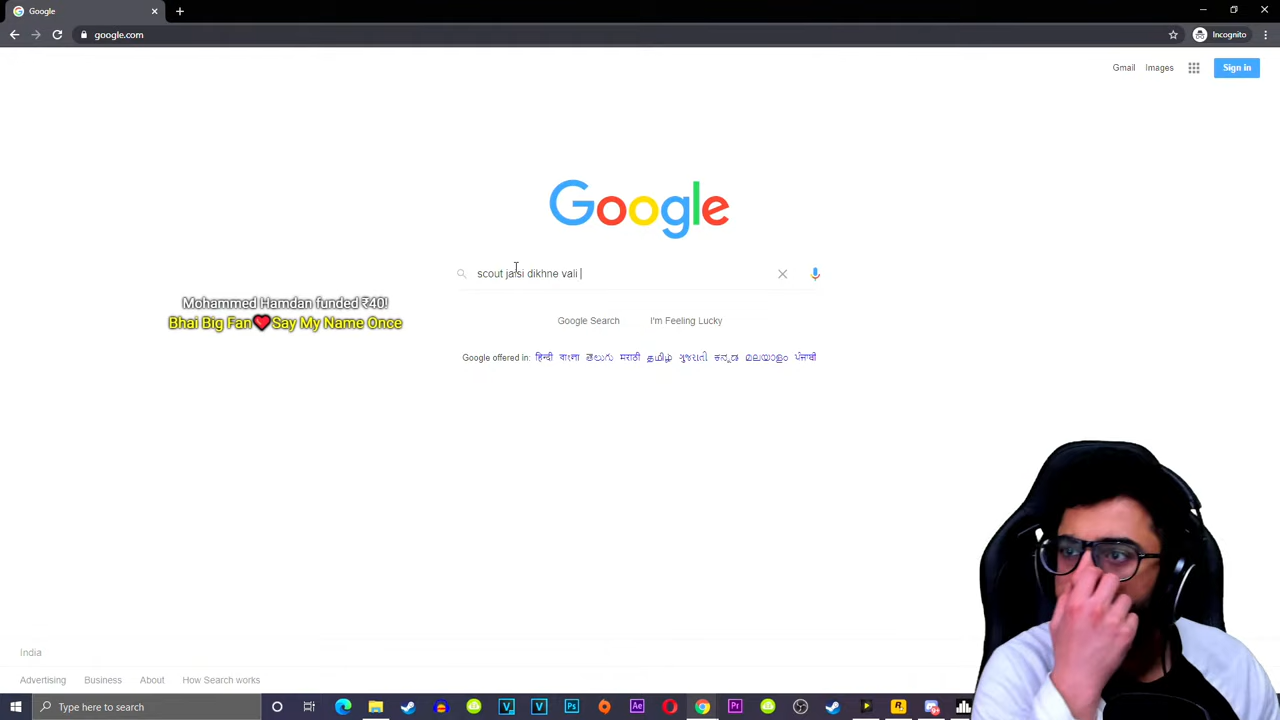 Google
google.com
Incognito
Gmail
Images
Sign in
Google
scout jaisi dikhne vali
Mohammed Hamdan funded ₹40!
Bhai Big Fan❤️Say My Name Once
Google Search
I'm Feeling Lucky
Google offered in: हिन्दी বাংলা తెలుగు मराठी தமிழ் ગુજરાતી ಕನ್ನಡ മലയാളം ਪੰਜਾਬੀ
India
Advertising
Business
About
How Search works
Type here to search